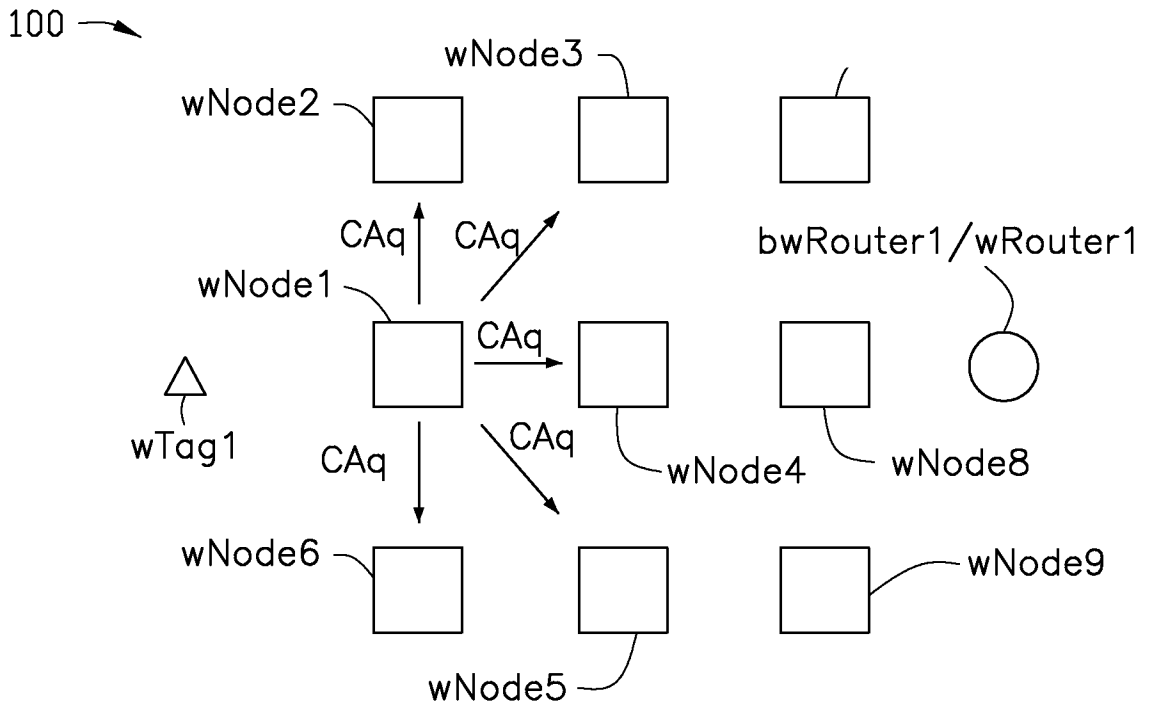 100
wNode3
wNode2
CAq
CAq
bwRouter1/wRouter1
wNode1
CAq
wTag1
CAq
CAq
wNode4
wNode8
wNode6
wNode9
wNode5